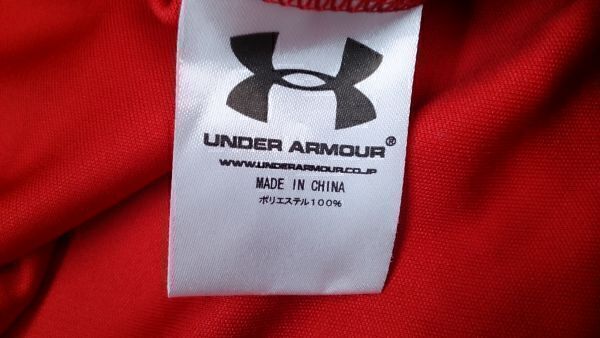 UNDER ARMOUR®
WWW.UNDERARMOUR.CO.JP
MADE IN CHINA
ポリエステル100%